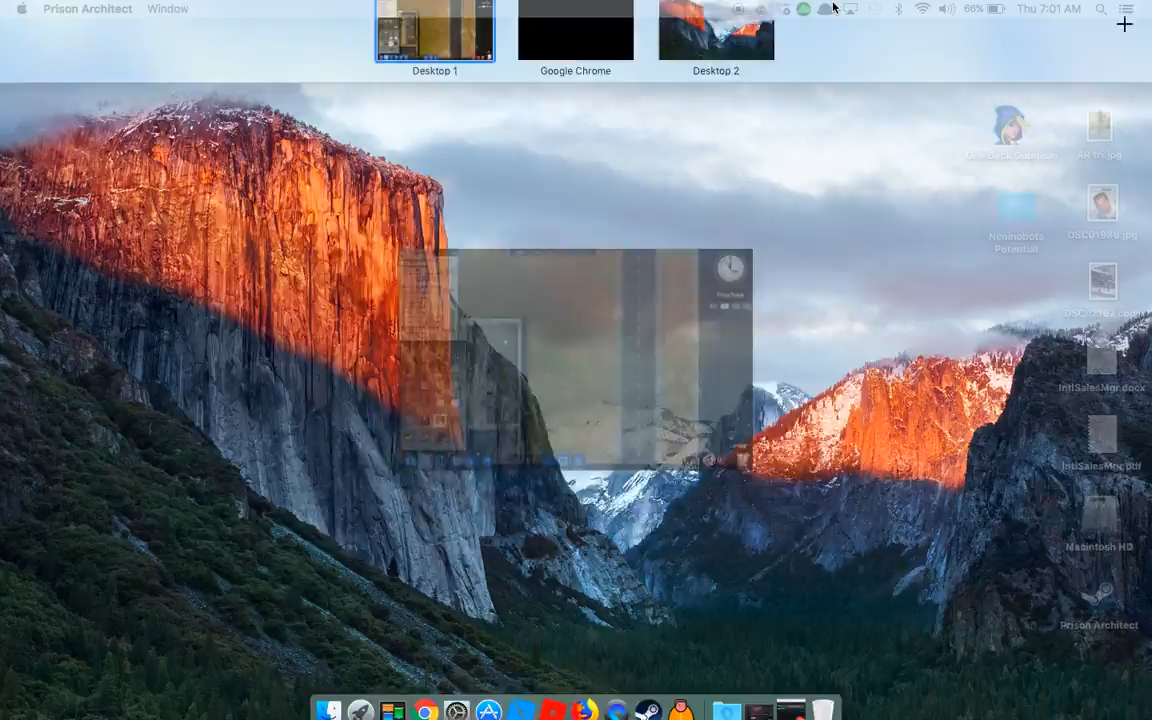 Prison Architect Window 66% Thu 7:01 AM
Desktop 1 Google Chrome Desktop 2
One Deck Dungeon AR tri.jpg
Neninobots Potential DSC01986.jpg
IntlSalesMgr.docx
IntlSalesMgr.pdf
Macintosh HD
Prison Architect